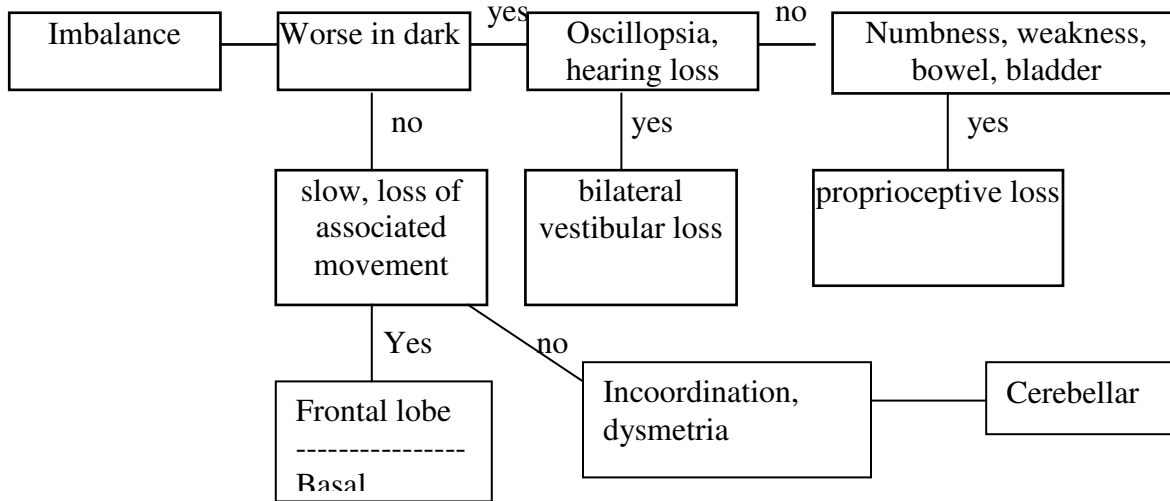 Imbalance
Worse in dark
yes
Oscillopsia,
hearing loss
no
Numbness, weakness,
bowel, bladder
no
yes
yes
slow, loss of
associated
movement
bilateral
vestibular loss
proprioceptive loss
Yes
no
Frontal lobe
----------------
Basal
Incoordination,
dysmetria
Cerebellar